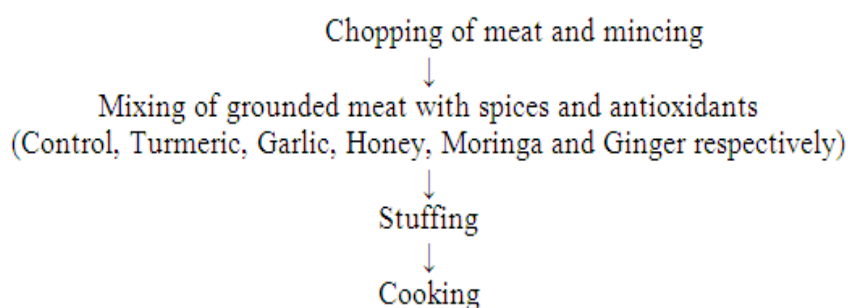 Chopping of meat and mincing
↓
Mixing of grounded meat with spices and antioxidants
(Control, Turmeric, Garlic, Honey, Moringa and Ginger respectively)
↓
Stuffing
↓
Cooking